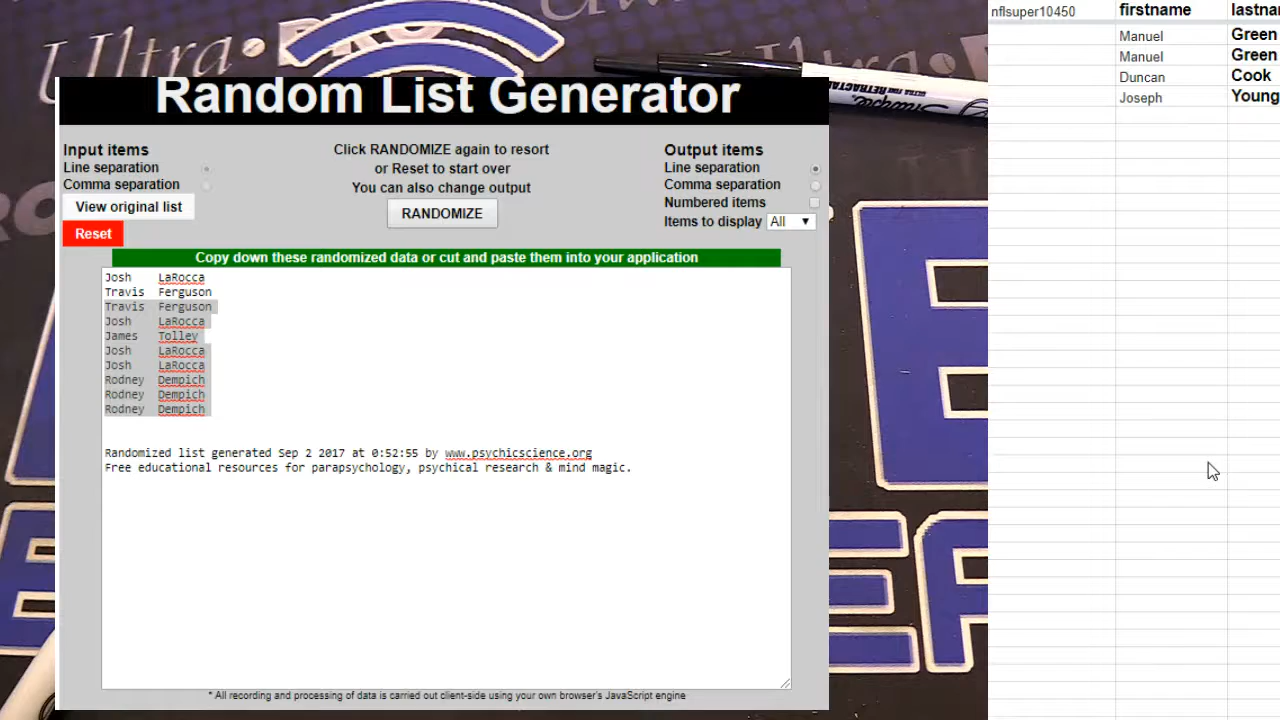 Ultra PRO
Random List Generator
Input items
Line separation
Comma separation
View original list
Reset
Click RANDOMIZE again to resort
or Reset to start over
You can also change output
RANDOMIZE
Output items
Line separation
Comma separation
Numbered items
Items to display All
Copy down these randomized data or cut and paste them into your application
Josh LaRocca
Travis Ferguson
Travis Ferguson
Josh LaRocca
James Tolley
Josh LaRocca
Josh LaRocca
Rodney Dempich
Rodney Dempich
Rodney Dempich
Randomized list generated Sep 2 2017 at 0:52:55 by www.psychicscience.org
Free educational resources for parapsychology, psychical research & mind magic.
* All recording and processing of data is carried out client-side using your own browser's JavaScript engine
nflsuper10450 firstname lastna
Manuel Green
Manuel Green
Duncan Cook
Joseph Young
Sharpie